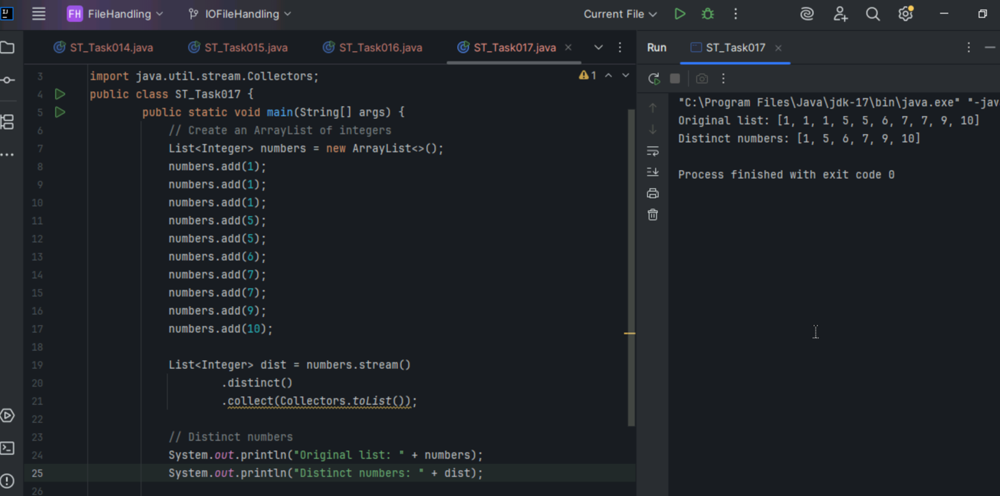 FH FileHandling IOFileHandling Current File
ST_Task014.java ST_Task015.java ST_Task016.java ST_Task017.java
3 import java.util.stream.Collectors;
1
4 public class ST_Task017 {
5 public static void main(String[] args) {
6 // Create an ArrayList of integers
7 List<Integer> numbers = new ArrayList<>();
8 numbers.add(1);
9 numbers.add(1);
10 numbers.add(1);
11 numbers.add(5);
12 numbers.add(5);
13 numbers.add(6);
14 numbers.add(7);
15 numbers.add(7);
16 numbers.add(9);
17 numbers.add(10);
18
19 List<Integer> dist = numbers.stream()
20 .distinct()
21 .collect(Collectors.toList());
22
23 // Distinct numbers
24 System.out.println("Original list: " + numbers);
25 System.out.println("Distinct numbers: " + dist);
26
Run ST_Task017
"C:\Program Files\Java\jdk-17\bin\java.exe" "-jav
Original list: [1, 1, 1, 5, 5, 6, 7, 7, 9, 10]
Distinct numbers: [1, 5, 6, 7, 9, 10]
Process finished with exit code 0